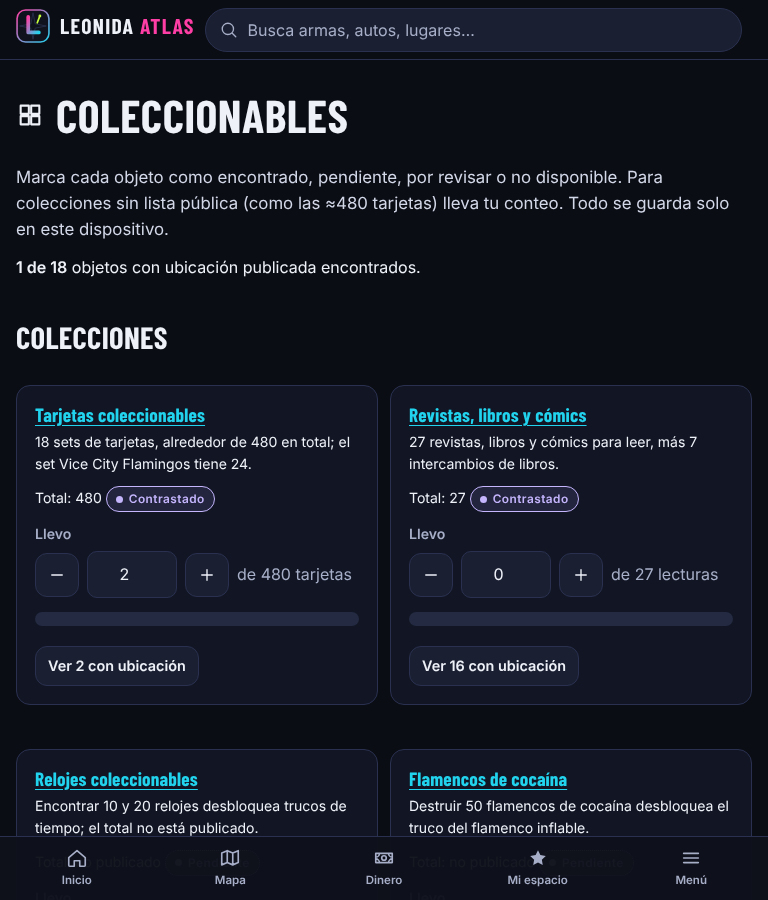 LEONIDA ATLAS
Busca armas, autos, lugares...
COLECCIONABLES
Marca cada objeto como encontrado, pendiente, por revisar o no disponible. Para
colecciones sin lista pública (como las ≈480 tarjetas) lleva tu conteo. Todo se guarda solo
en este dispositivo.
1 de 18 objetos con ubicación publicada encontrados.
COLECCIONES
Tarjetas coleccionables
18 sets de tarjetas, alrededor de 480 en total; el
set Vice City Flamingos tiene 24.
Total: 480 Contrastado
Llevo
− 2 + de 480 tarjetas
Ver 2 con ubicación
Revistas, libros y cómics
27 revistas, libros y cómics para leer, más 7
intercambios de libros.
Total: 27 Contrastado
Llevo
− 0 + de 27 lecturas
Ver 16 con ubicación
Relojes coleccionables
Encontrar 10 y 20 relojes desbloquea trucos de
tiempo; el total no está publicado.
Flamencos de cocaína
Destruir 50 flamencos de cocaína desbloquea el
truco del flamenco inflable.
Total: no publicado Pendiente
Inicio
Mapa
Dinero
Mi espacio
Menú